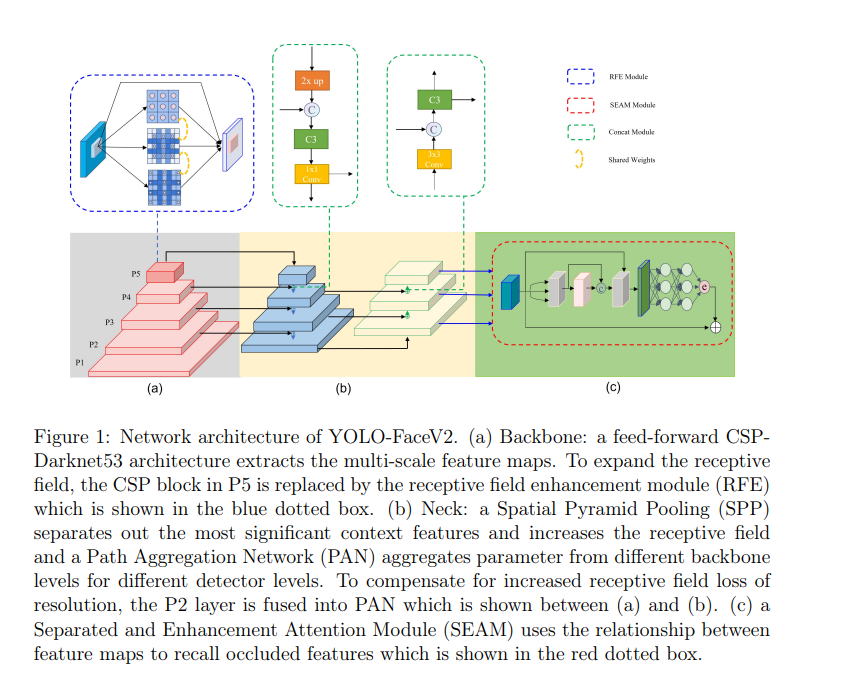 2x up
C
C3
1x1
Conv
C3
C
3x3
Conv
RFE Module
SEAM Module
Concat Module
Shared Weights
P5
P4
P3
P2
P1
C
e
(a)
(b)
(c)
Figure 1: Network architecture of YOLO-FaceV2. (a) Backbone: a feed-forward CSP-
Darknet53 architecture extracts the multi-scale feature maps. To expand the receptive
field, the CSP block in P5 is replaced by the receptive field enhancement module (RFE)
which is shown in the blue dotted box. (b) Neck: a Spatial Pyramid Pooling (SPP)
separates out the most significant context features and increases the receptive field
and a Path Aggregation Network (PAN) aggregates parameter from different backbone
levels for different detector levels. To compensate for increased receptive field loss of
resolution, the P2 layer is fused into PAN which is shown between (a) and (b). (c) a
Separated and Enhancement Attention Module (SEAM) uses the relationship between
feature maps to recall occluded features which is shown in the red dotted box.